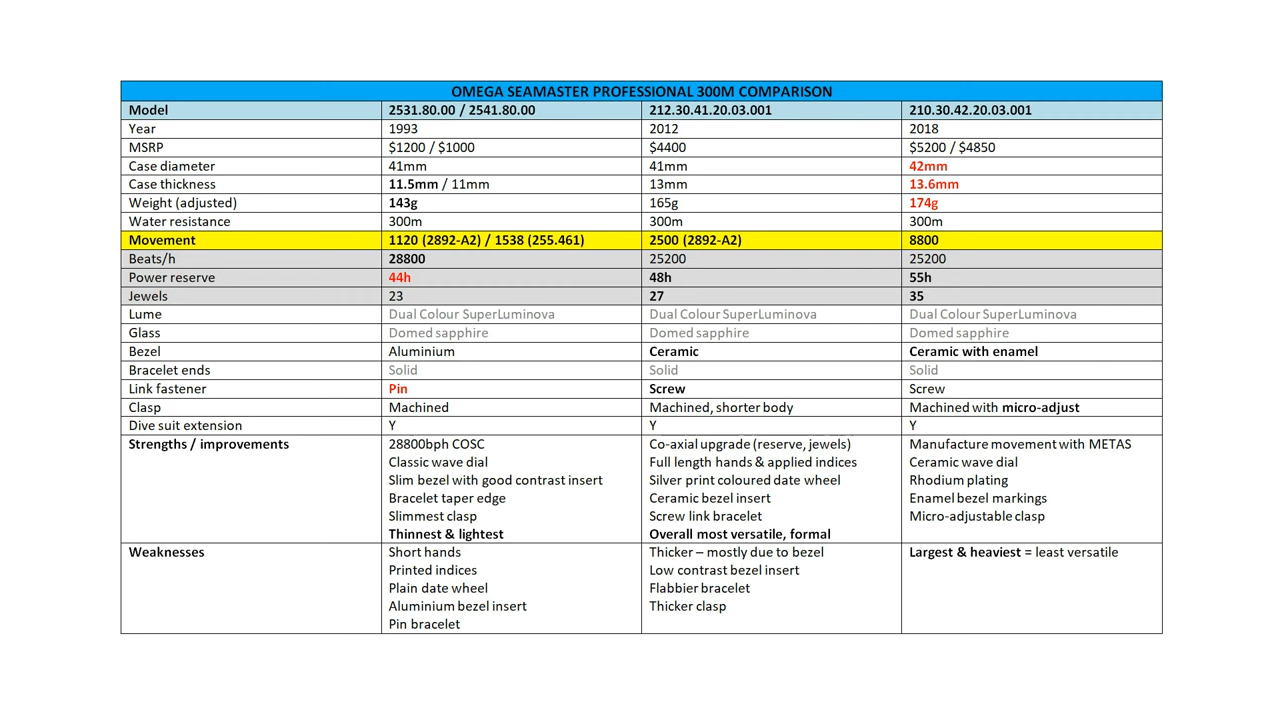 OMEGA SEAMASTER PROFESSIONAL 300M COMPARISON
Model 2531.80.00 / 2541.80.00 212.30.41.20.03.001 210.30.42.20.03.001
Year 1993 2012 2018
MSRP $1200 / $1000 $4400 $5200 / $4850
Case diameter 41mm 41mm 42mm
Case thickness 11.5mm / 11mm 13mm 13.6mm
Weight (adjusted) 143g 165g 174g
Water resistance 300m 300m 300m
Movement 1120 (2892-A2) / 1538 (255.461) 2500 (2892-A2) 8800
Beats/h 28800 25200 25200
Power reserve 44h 48h 55h
Jewels 23 27 35
Lume Dual Colour SuperLuminova Dual Colour SuperLuminova Dual Colour SuperLuminova
Glass Domed sapphire Domed sapphire Domed sapphire
Bezel Aluminium Ceramic Ceramic with enamel
Bracelet ends Solid Solid Solid
Link fastener Pin Screw Screw
Clasp Machined Machined, shorter body Machined with micro-adjust
Dive suit extension Y Y Y
Strengths / improvements 28800bph COSC Co-axial upgrade (reserve, jewels) Manufacture movement with METAS
Classic wave dial Full length hands & applied indices Ceramic wave dial
Slim bezel with good contrast insert Silver print coloured date wheel Rhodium plating
Bracelet taper edge Ceramic bezel insert Enamel bezel markings
Slimmest clasp Screw link bracelet Micro-adjustable clasp
Thinnest & lightest Overall most versatile, formal
Weaknesses Short hands Thicker – mostly due to bezel Largest & heaviest = least versatile
Printed indices Low contrast bezel insert
Plain date wheel Flabbier bracelet
Aluminium bezel insert Thicker clasp
Pin bracelet